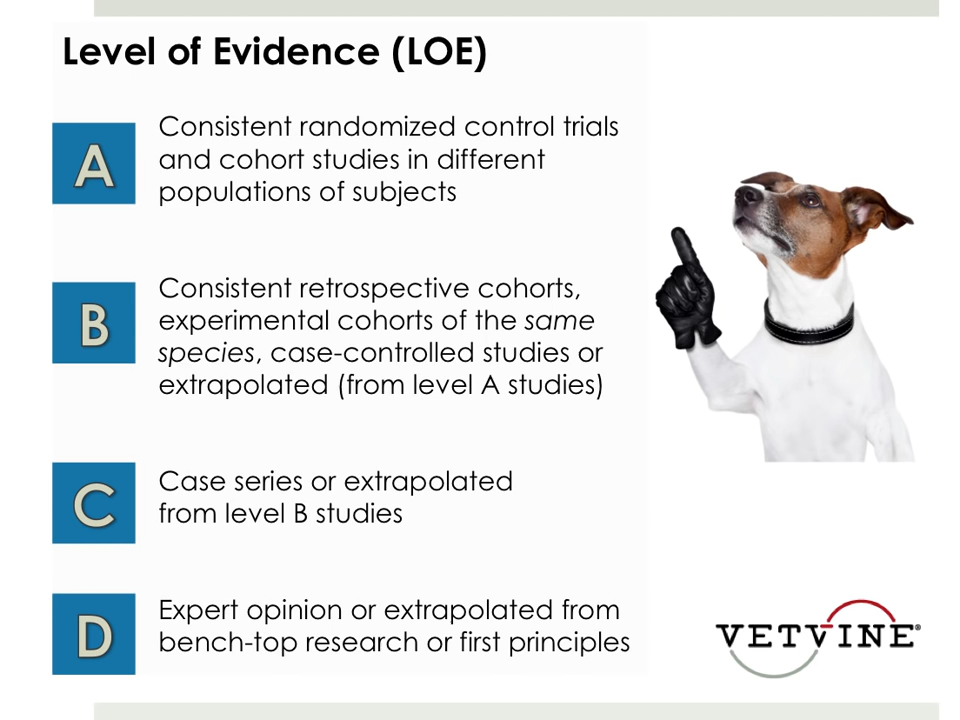 Level of Evidence (LOE)
A
Consistent randomized control trials
and cohort studies in different
populations of subjects
B
Consistent retrospective cohorts,
experimental cohorts of the same
species, case-controlled studies or
extrapolated (from level A studies)
C
Case series or extrapolated
from level B studies
D
Expert opinion or extrapolated from
bench-top research or first principles
VETVINE®